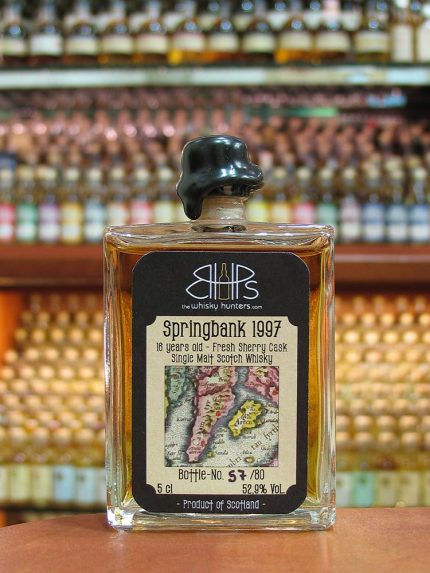 the whisky hunters.com
Springbank 1997
18 years old - Fresh Sherry Cask
Single Malt Scotch Whisky
Bottle-No. 57 /80
5 cl 52.9% Vol.
- Product of Scotland -